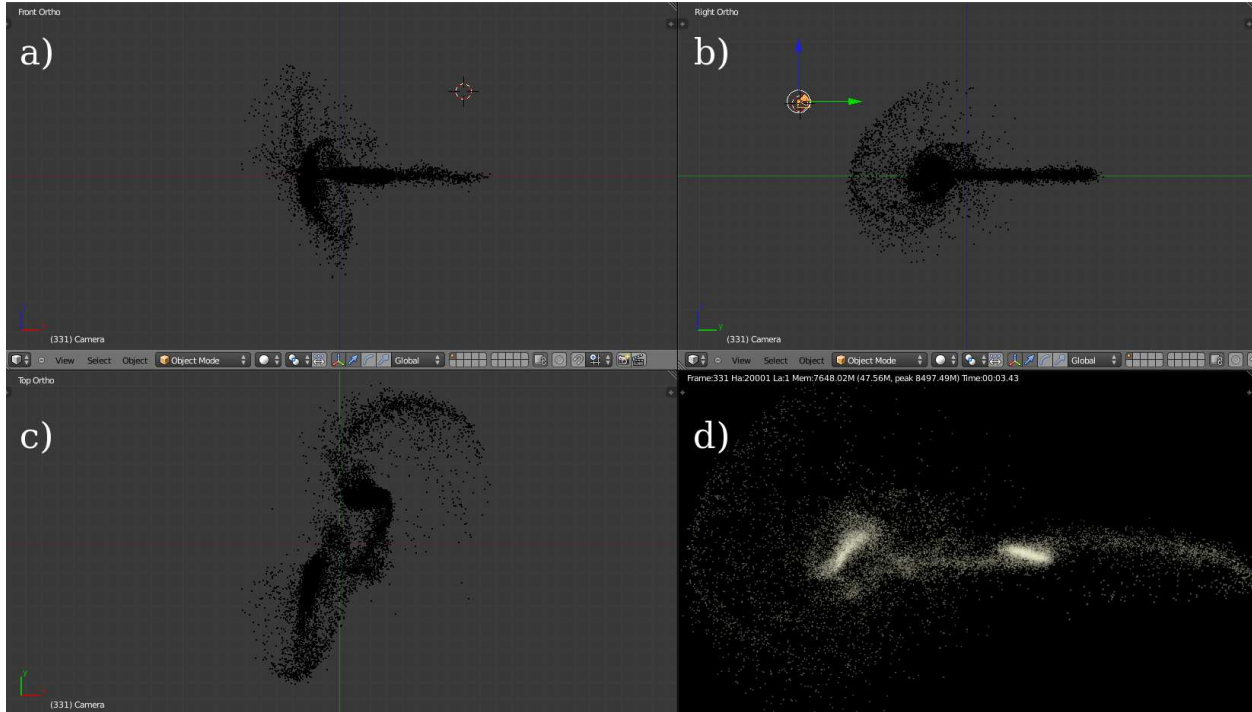 Front Ortho
a)
(331) Camera
View Select Object Object Mode Global
Right Ortho
b)
y
(331) Camera
View Select Object Object Mode Global
Top Ortho
c)
y
(331) Camera
Frame:331 Ha:20001 La:1 Mem:7648.02M (47.56M, peak 8497.49M) Time:00:03.43
d)